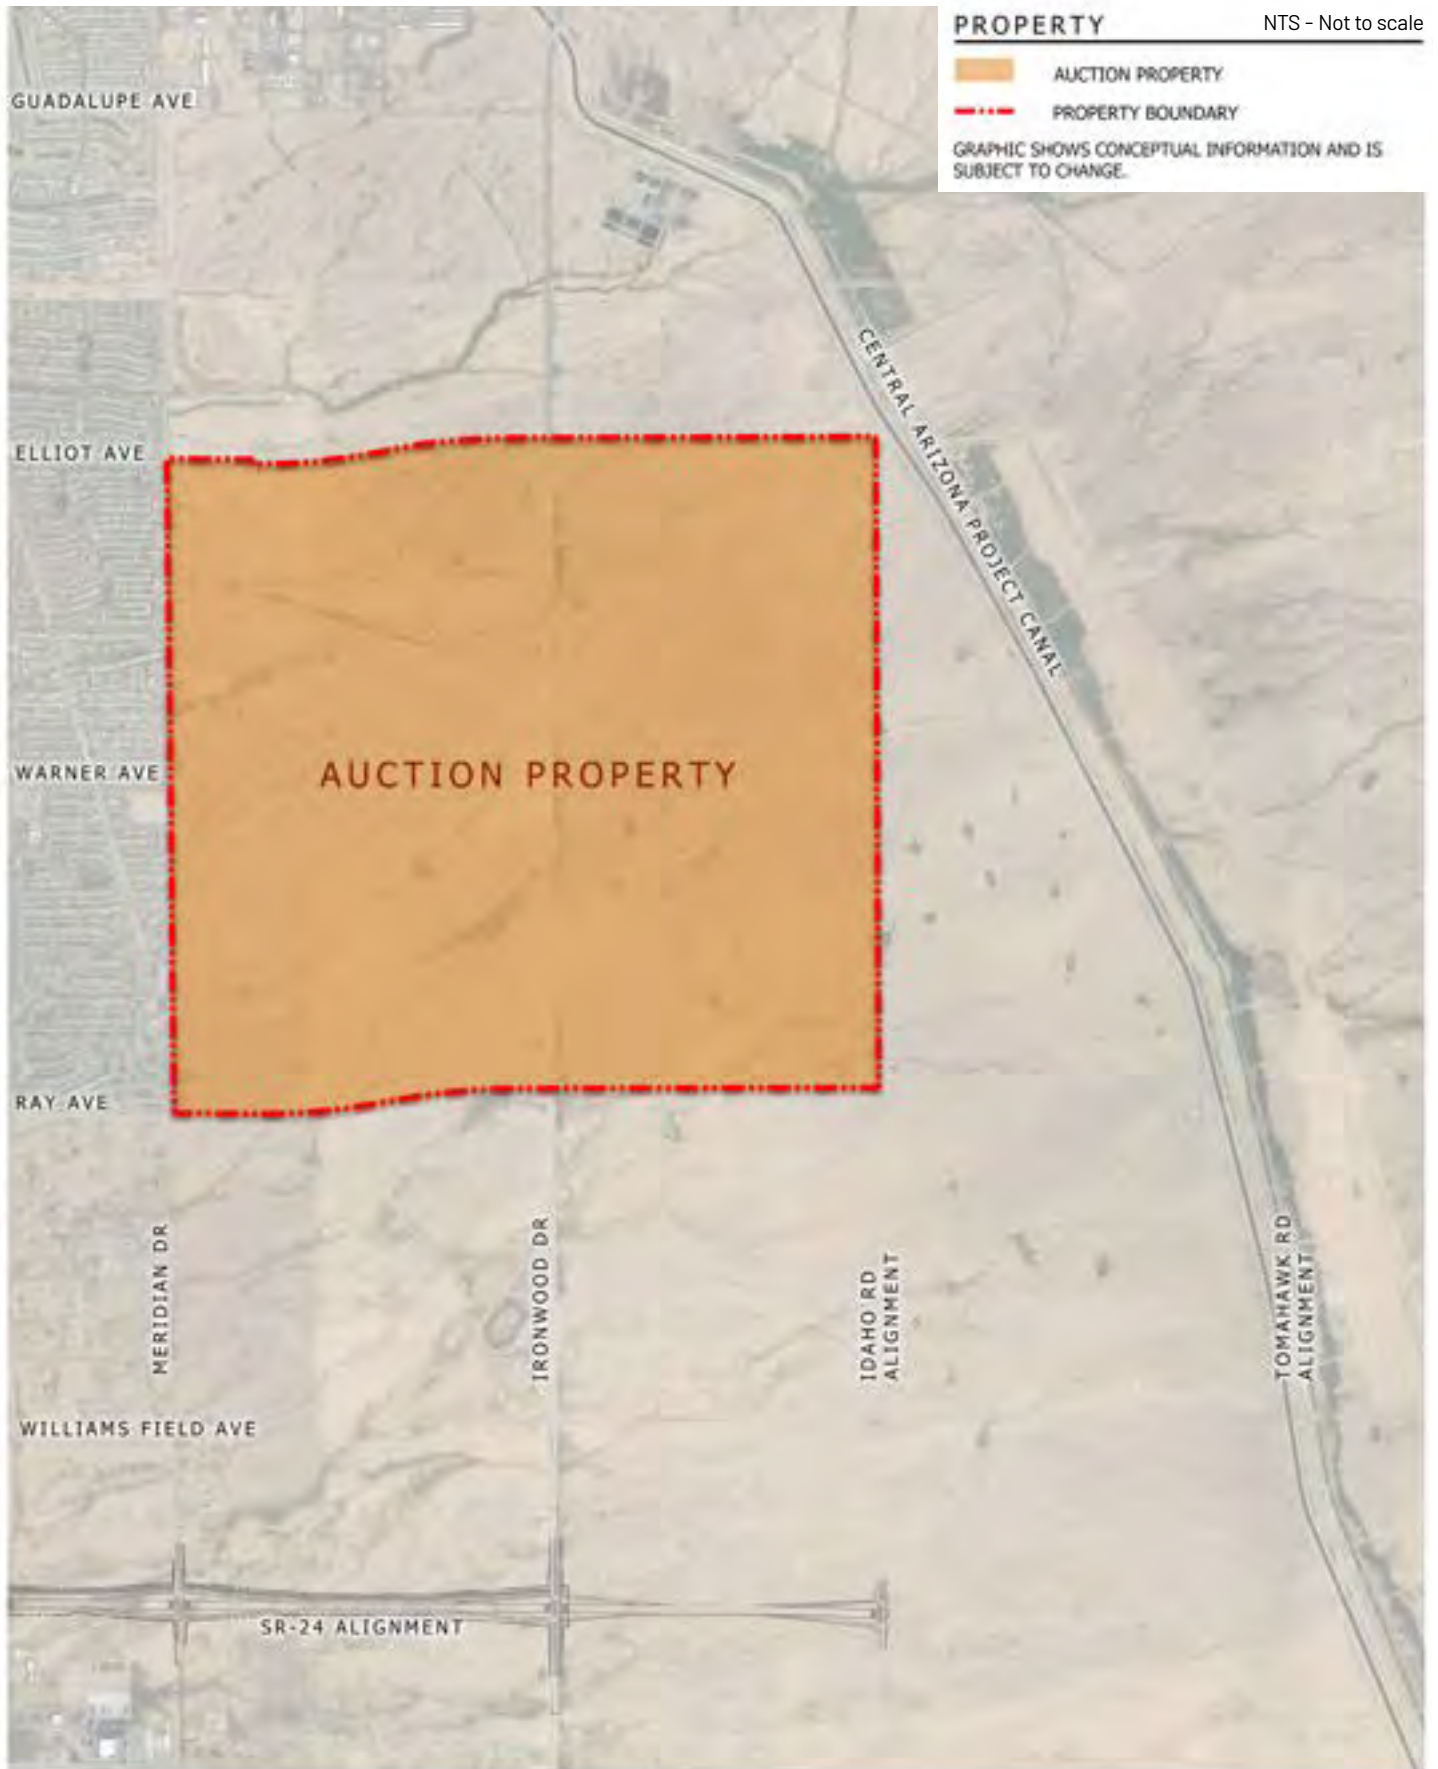 PROPERTY
NTS - Not to scale
AUCTION PROPERTY
PROPERTY BOUNDARY
GRAPHIC SHOWS CONCEPTUAL INFORMATION AND IS
SUBJECT TO CHANGE.
GUADALUPE AVE
CENTRAL ARIZONA PROJECT CANAL
ELLIOT AVE
WARNER AVE
AUCTION PROPERTY
RAY AVE
MERIDIAN DR
IRONWOOD DR
IDAHO RD
ALIGNMENT
TOMAHAWK RD
ALIGNMENT
WILLIAMS FIELD AVE
SR-24 ALIGNMENT